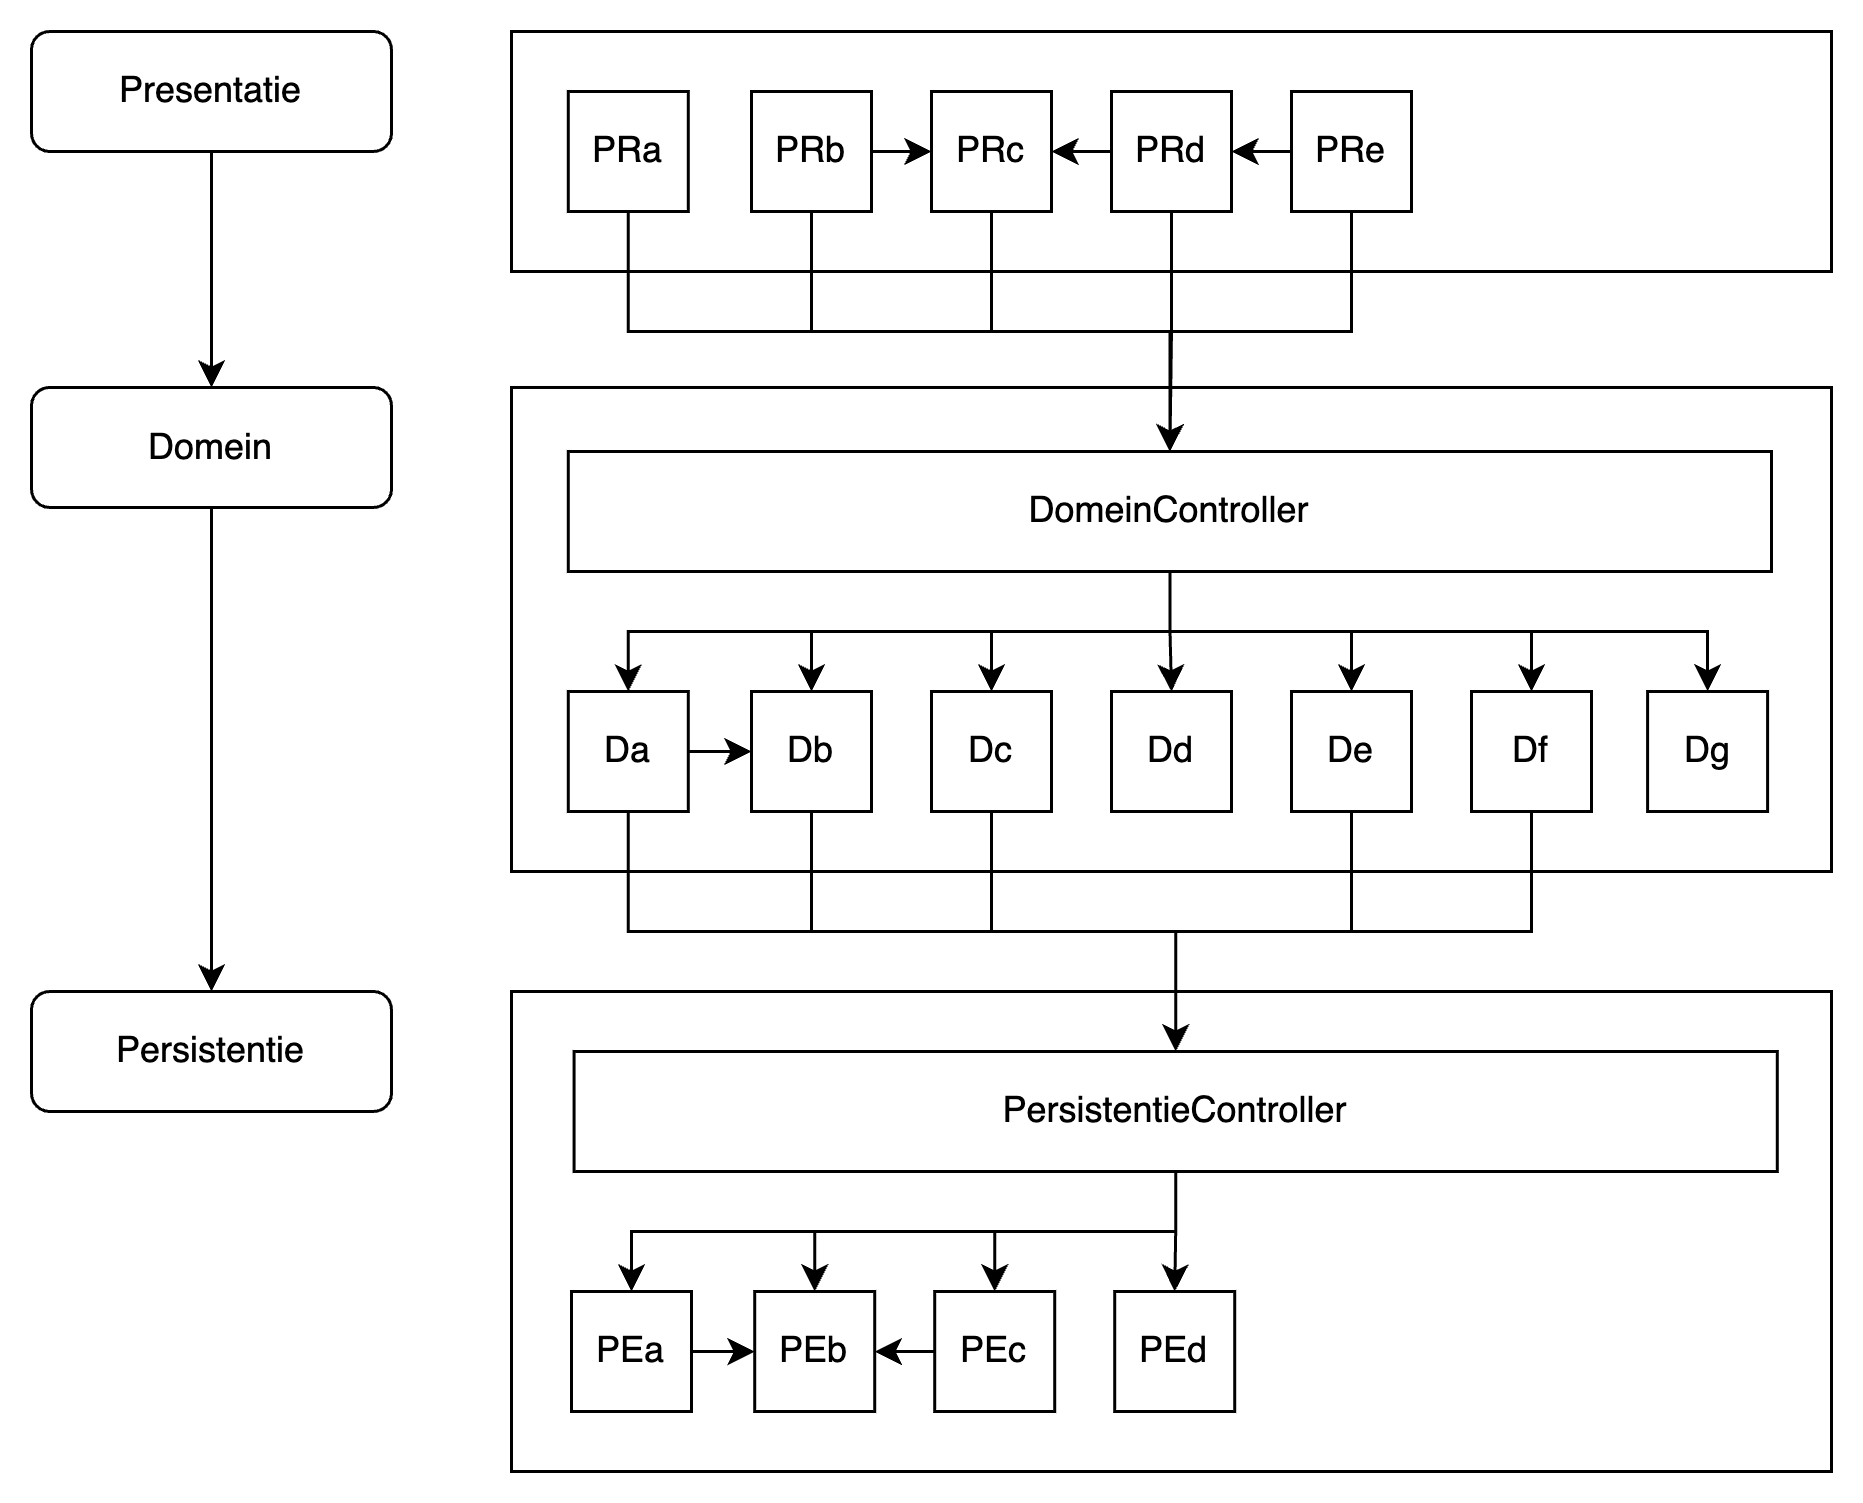 Presentatie
PRa
PRb
PRc
PRd
PRe
Domein
DomeinController
Da
Db
Dc
Dd
De
Df
Dg
Persistentie
PersistentieController
PEa
PEb
PEc
PEd